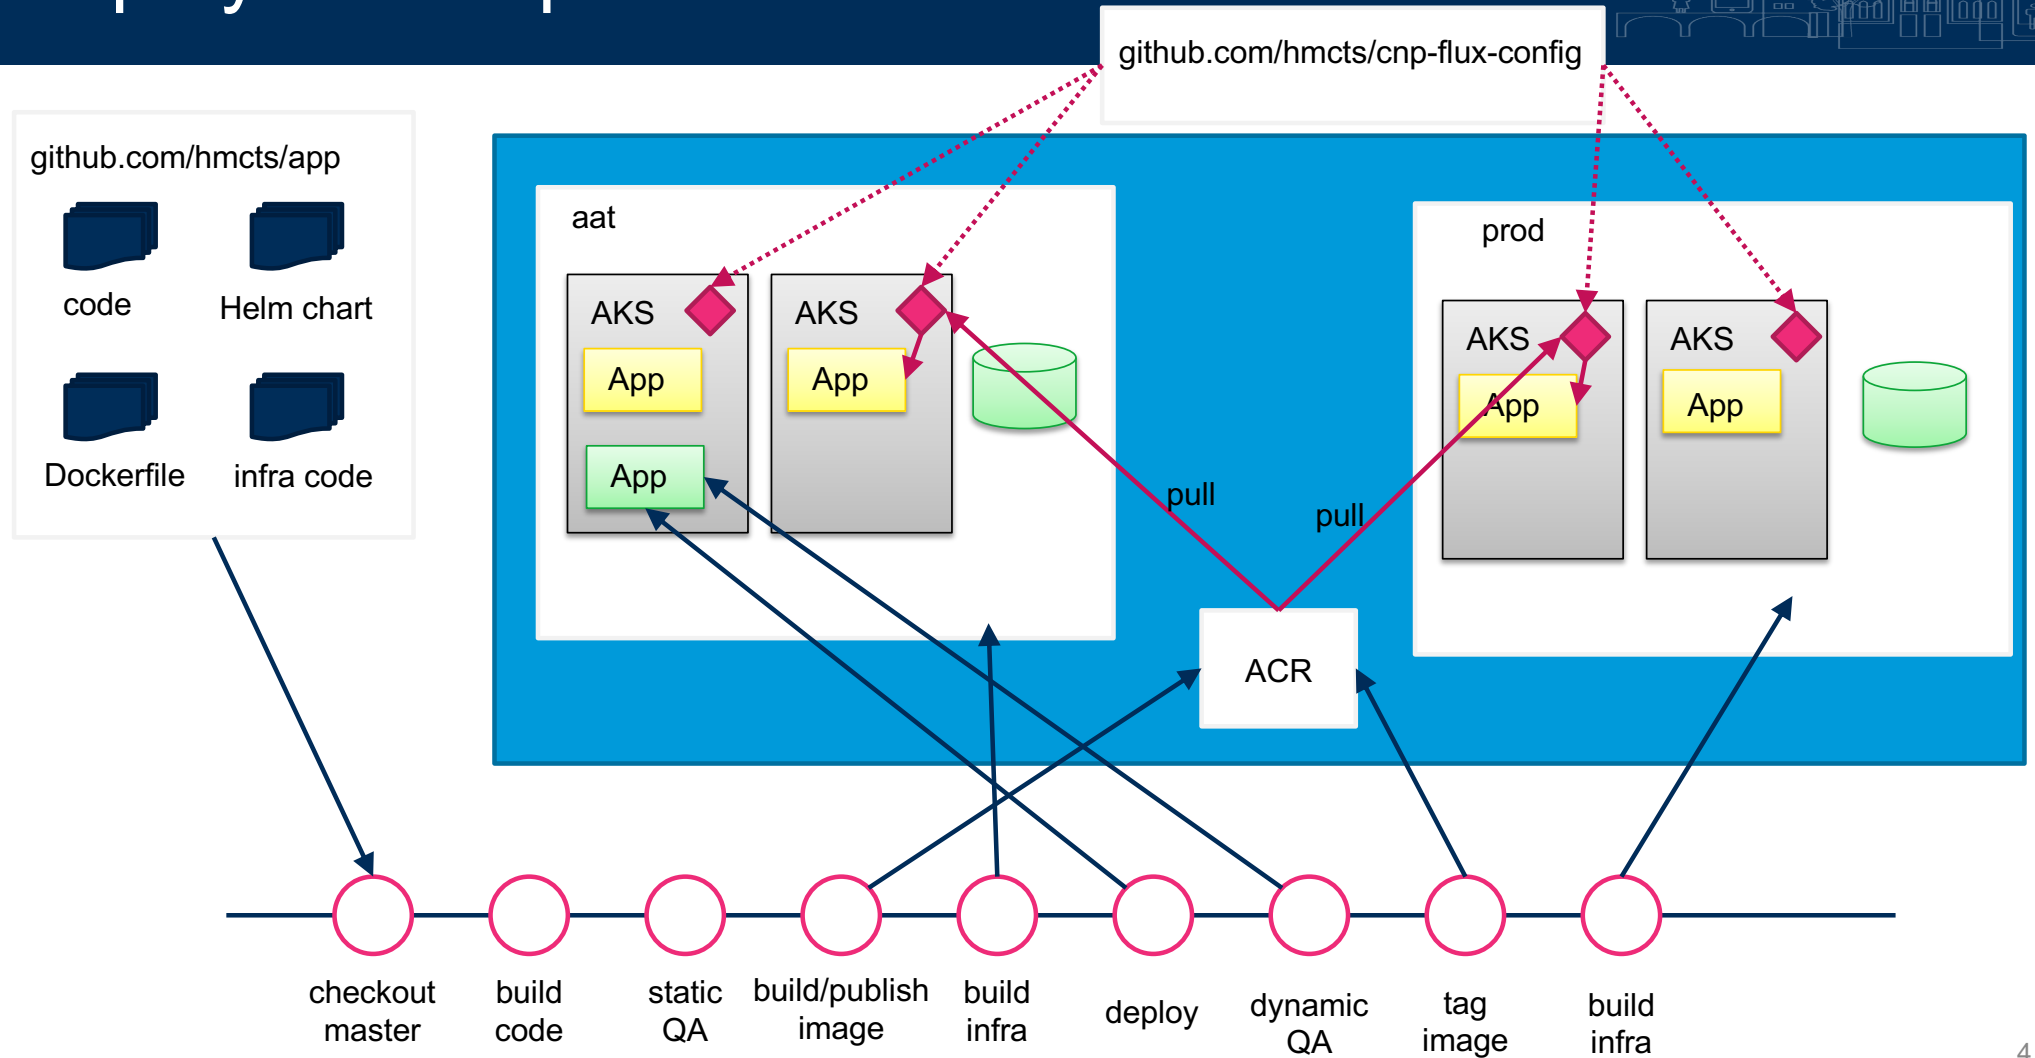 github.com/hmcts/cnp-flux-config
github.com/hmcts/app
code
Helm chart
Dockerfile
infra code
aat
AKS
App
App
AKS
App
prod
AKS
App
AKS
App
pull
pull
ACR
checkout
master
build
code
static
QA
build/publish
image
build
infra
deploy
dynamic
QA
tag
image
build
infra
4